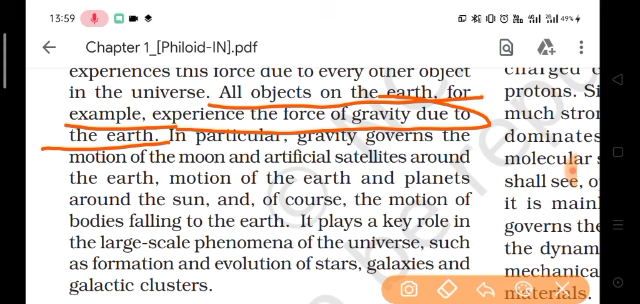 13:59
49%
Chapter 1_[Philoid-IN].pdf
experiences this force due to every other object
in the universe. All objects on the earth, for
example, experience the force of gravity due to
the earth. In particular, gravity governs the
motion of the moon and artificial satellites around
the earth, motion of the earth and planets
around the sun, and, of course, the motion of
bodies falling to the earth. It plays a key role in
the large-scale phenomena of the universe, such
as formation and evolution of stars, galaxies and
galactic clusters.
charged
protons. Si
much stron
dominates
molecular
shall see, o
it is mainl
governs the
the dynam
mechanica
materials.